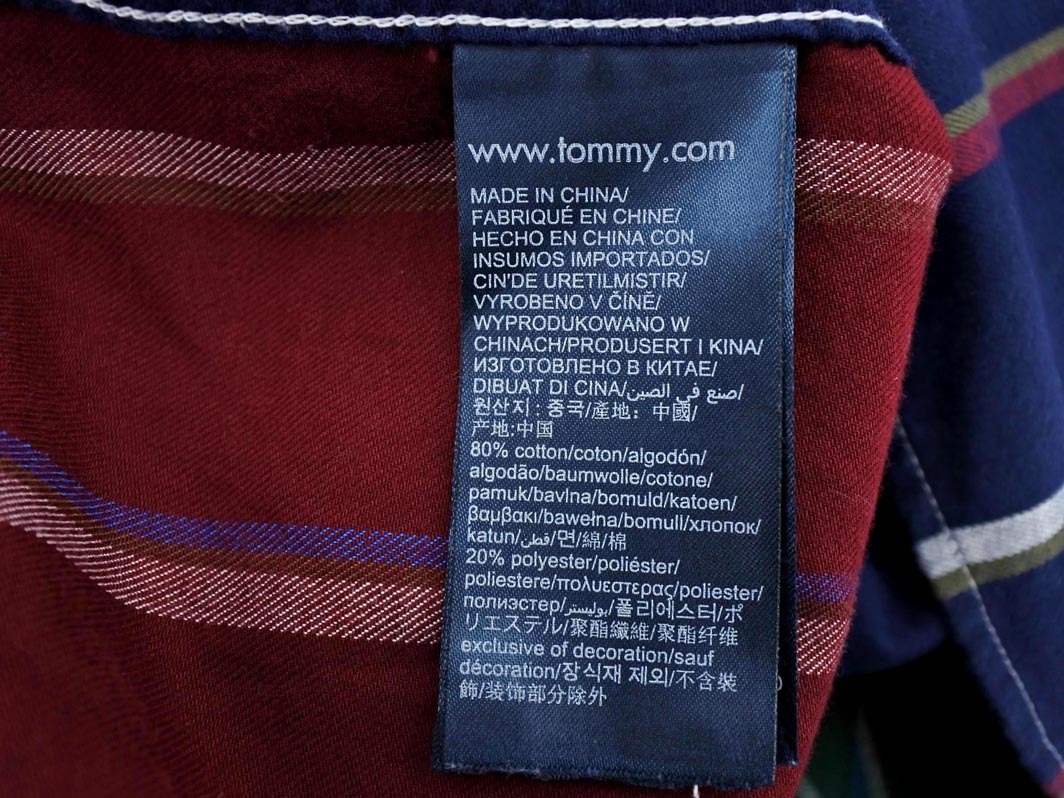 www.tommy.com
MADE IN CHINA/
FABRIQUÉ EN CHINE/
HECHO EN CHINA CON
INSUMOS IMPORTADOS/
CIN'DE URETILMISTIR/
VYROBENO V ČÍNĚ/
WYPRODUKOWANO W
CHINACH/PRODUSERT I KINA/
ИЗГОТОВЛЕНО В КИТАЕ/
DIBUAT DI CINA/صنع في الصين/
원산지 : 중국/產地：中國/
产地:中国
80% cotton/coton/algodón/
algodão/baumwolle/cotone/
pamuk/bavlna/bomuld/katoen/
βαμβακι/bawełna/bomull/хлопок/
katun/قطن/면/綿/棉
20% polyester/poliéster/
poliestere/πολυεστερας/poliester/
полиэстер/بوليستر/폴리에스터/ポ
リエステル/聚酯纖維/聚酯纤维
exclusive of decoration/sauf
décoration/장식재 제외/不含裝
飾/装饰部分除外